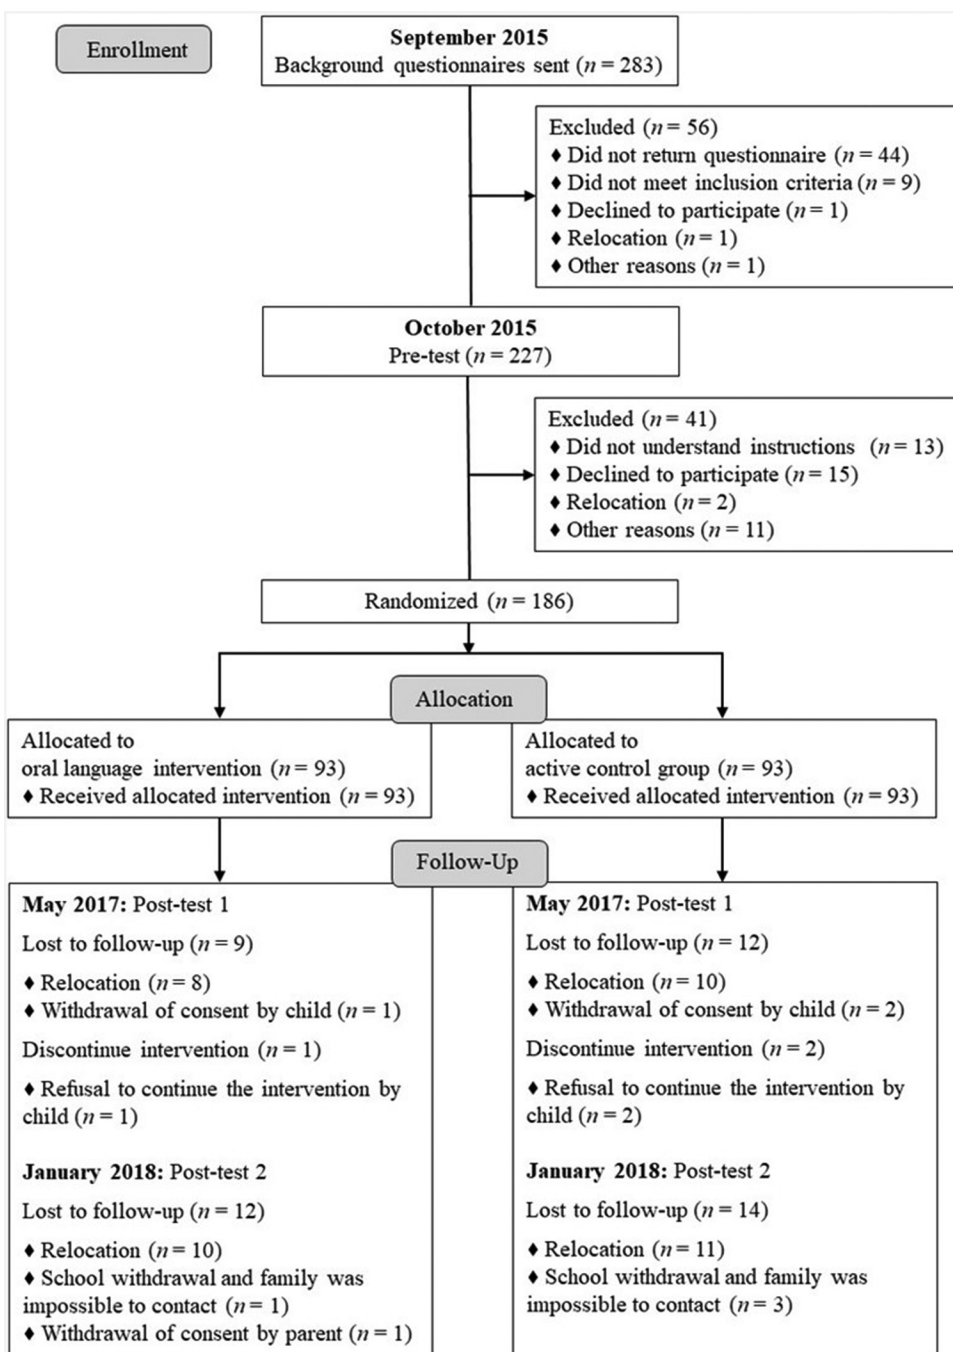 Enrollment
September 2015
Background questionnaires sent (n = 283)
Excluded (n = 56)
♦ Did not return questionnaire (n = 44)
♦ Did not meet inclusion criteria (n = 9)
♦ Declined to participate (n = 1)
♦ Relocation (n = 1)
♦ Other reasons (n = 1)
October 2015
Pre-test (n = 227)
Excluded (n = 41)
♦ Did not understand instructions (n = 13)
♦ Declined to participate (n = 15)
♦ Relocation (n = 2)
♦ Other reasons (n = 11)
Randomized (n = 186)
Allocation
Allocated to
oral language intervention (n = 93)
♦ Received allocated intervention (n = 93)
Allocated to
active control group (n = 93)
♦ Received allocated intervention (n = 93)
Follow-Up
May 2017: Post-test 1
Lost to follow-up (n = 9)
♦ Relocation (n = 8)
♦ Withdrawal of consent by child (n = 1)
Discontinue intervention (n = 1)
♦ Refusal to continue the intervention by
child (n = 1)
January 2018: Post-test 2
Lost to follow-up (n = 12)
♦ Relocation (n = 10)
♦ School withdrawal and family was
impossible to contact (n = 1)
♦ Withdrawal of consent by parent (n = 1)
May 2017: Post-test 1
Lost to follow-up (n = 12)
♦ Relocation (n = 10)
♦ Withdrawal of consent by child (n = 2)
Discontinue intervention (n = 2)
♦ Refusal to continue the intervention by
child (n = 2)
January 2018: Post-test 2
Lost to follow-up (n = 14)
♦ Relocation (n = 11)
♦ School withdrawal and family was
impossible to contact (n = 3)